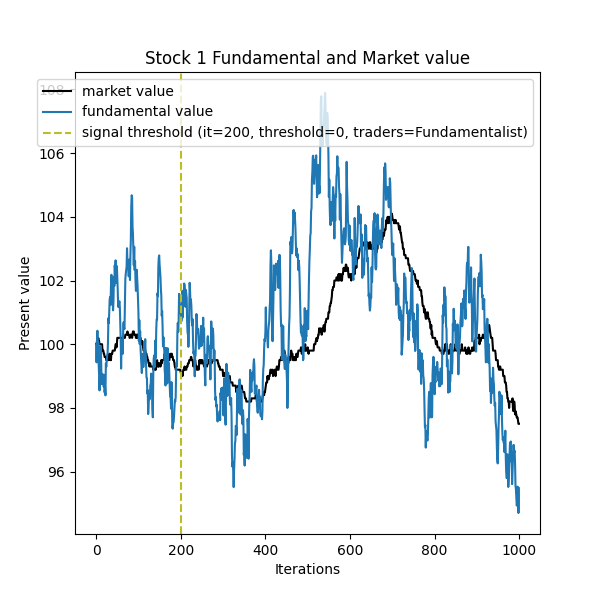 Stock 1 Fundamental and Market value
108
market value
fundamental value
signal threshold (it=200, threshold=0, traders=Fundamentalist)
106
104
102
100
98
96
Present value
0 200 400 600 800 1000
Iterations